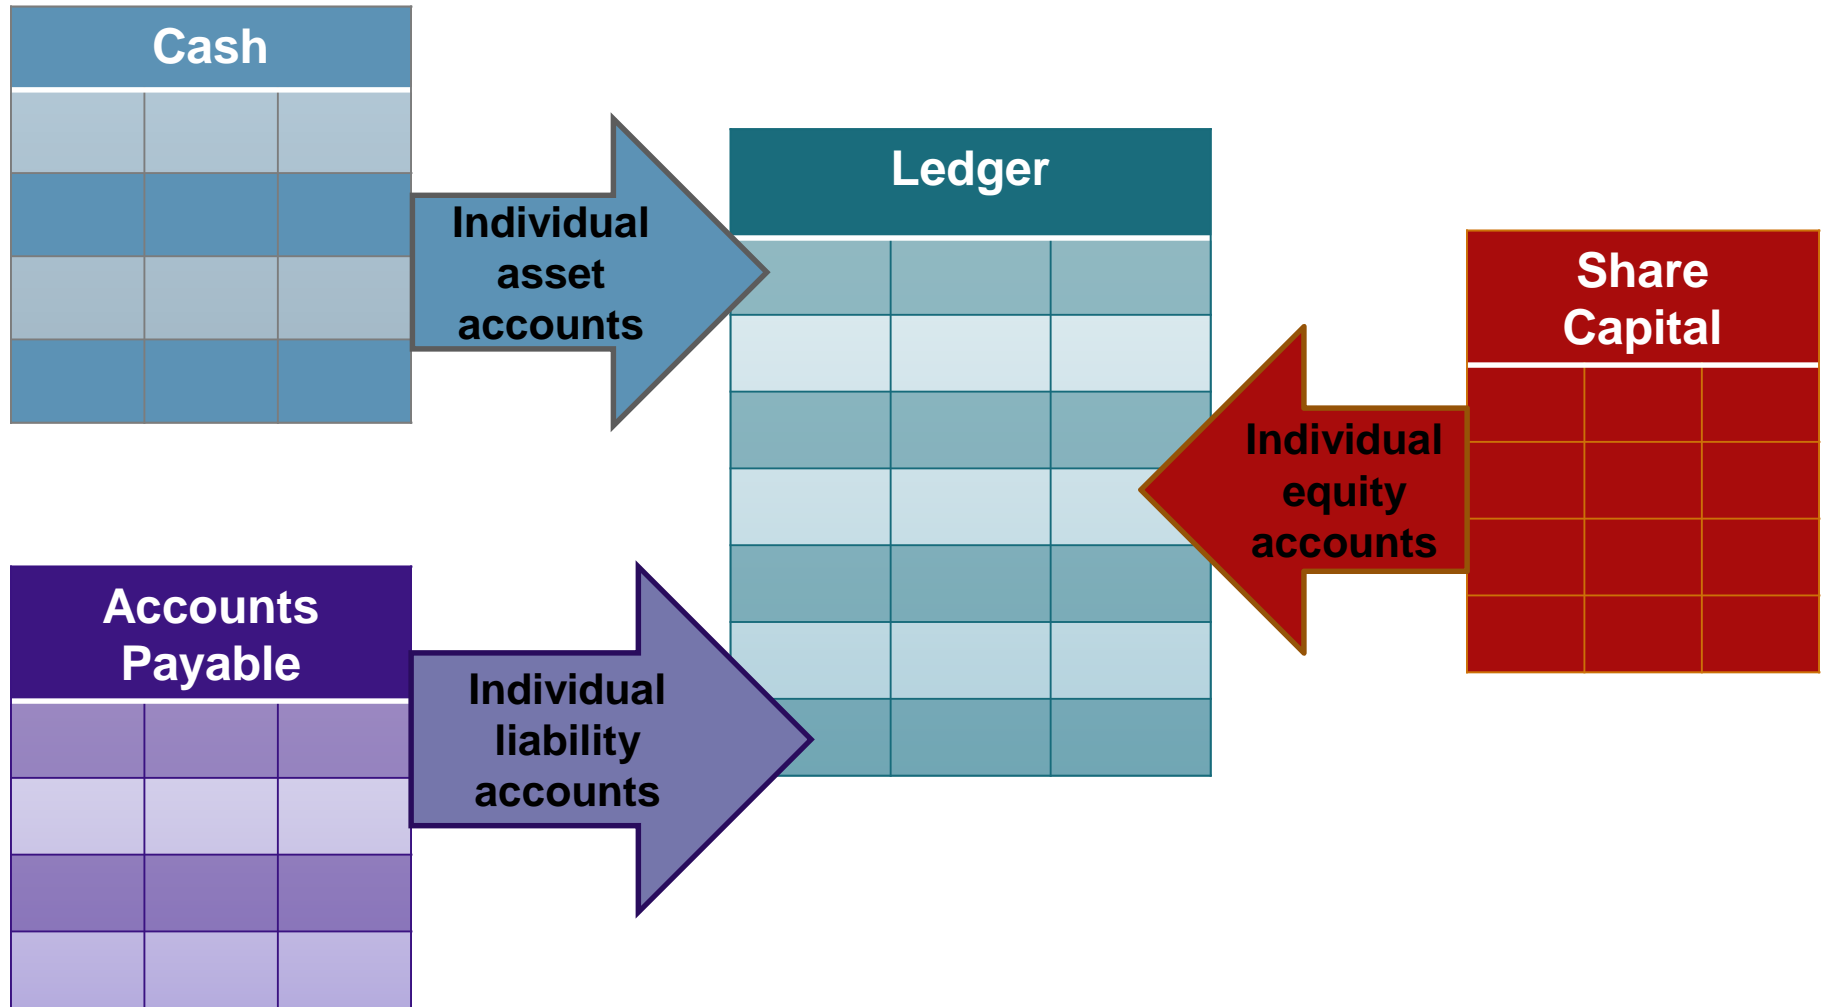 Cash
Individual
asset
accounts
Ledger
Share
Capital
Individual
equity
accounts
Accounts
Payable
Individual
liability
accounts